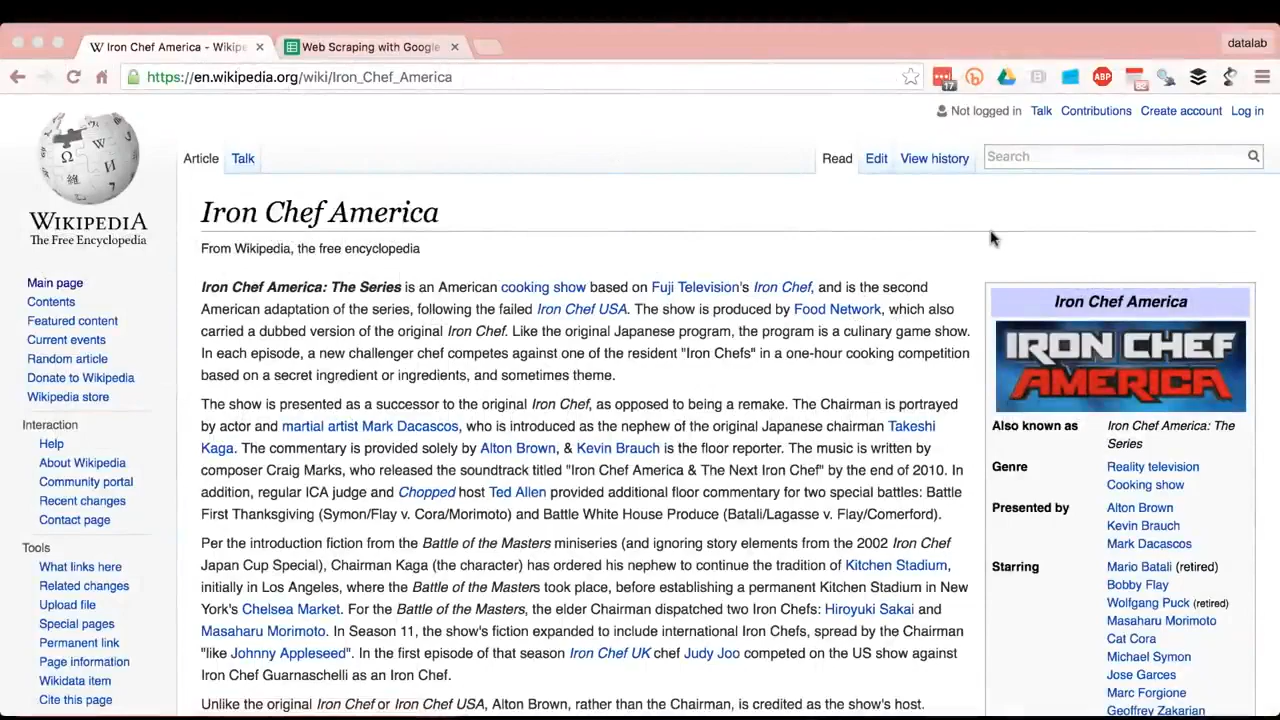 Iron Chef America - Wikipe
Web Scraping with Google
datalab
https://en.wikipedia.org/wiki/Iron_Chef_America
17
ABP
Not logged in Talk Contributions Create account Log in
Article Talk Read Edit View history Search
WIKIPEDIA
The Free Encyclopedia
Main page
Contents
Featured content
Current events
Random article
Donate to Wikipedia
Wikipedia store
Interaction
Help
About Wikipedia
Community portal
Recent changes
Contact page
Tools
What links here
Related changes
Upload file
Special pages
Permanent link
Page information
Wikidata item
Cite this page
Iron Chef America
From Wikipedia, the free encyclopedia
Iron Chef America: The Series is an American cooking show based on Fuji Television's Iron Chef, and is the second
American adaptation of the series, following the failed Iron Chef USA. The show is produced by Food Network, which also
carried a dubbed version of the original Iron Chef. Like the original Japanese program, the program is a culinary game show.
In each episode, a new challenger chef competes against one of the resident "Iron Chefs" in a one-hour cooking competition
based on a secret ingredient or ingredients, and sometimes theme.
The show is presented as a successor to the original Iron Chef, as opposed to being a remake. The Chairman is portrayed
by actor and martial artist Mark Dacascos, who is introduced as the nephew of the original Japanese chairman Takeshi
Kaga. The commentary is provided solely by Alton Brown, & Kevin Brauch is the floor reporter. The music is written by
composer Craig Marks, who released the soundtrack titled "Iron Chef America & The Next Iron Chef" by the end of 2010. In
addition, regular ICA judge and Chopped host Ted Allen provided additional floor commentary for two special battles: Battle
First Thanksgiving (Symon/Flay v. Cora/Morimoto) and Battle White House Produce (Batali/Lagasse v. Flay/Comerford).
Per the introduction fiction from the Battle of the Masters miniseries (and ignoring story elements from the 2002 Iron Chef
Japan Cup Special), Chairman Kaga (the character) has ordered his nephew to continue the tradition of Kitchen Stadium,
initially in Los Angeles, where the Battle of the Masters took place, before establishing a permanent Kitchen Stadium in New
York's Chelsea Market. For the Battle of the Masters, the elder Chairman dispatched two Iron Chefs: Hiroyuki Sakai and
Masaharu Morimoto. In Season 11, the show's fiction expanded to include international Iron Chefs, spread by the Chairman
"like Johnny Appleseed". In the first episode of that season Iron Chef UK chef Judy Joo competed on the US show against
Iron Chef Guarnaschelli as an Iron Chef.
Unlike the original Iron Chef or Iron Chef USA, Alton Brown, rather than the Chairman, is credited as the show's host.
Iron Chef America
IRON CHEF
AMERICA
Also known as Iron Chef America: The
Series
Genre Reality television
Cooking show
Presented by Alton Brown
Kevin Brauch
Mark Dacascos
Starring Mario Batali (retired)
Bobby Flay
Wolfgang Puck (retired)
Masaharu Morimoto
Cat Cora
Michael Symon
Jose Garces
Marc Forgione
Geoffrey Zakarian